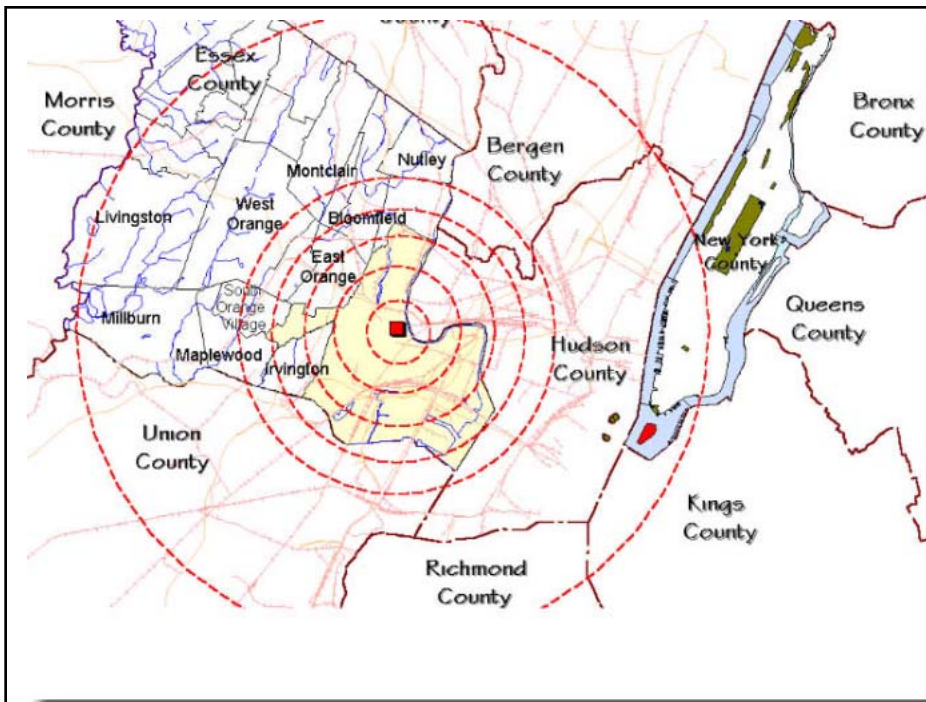 County
Essex
County
Morris
County
Bronx
County
Nutley
Bergen
County
Montclair
West
Orange
Livingston
Bloomfield
East
Orange
New York
County
South
Orange
Village
Queens
County
Millburn
Hudson
County
Maplewood
Irvington
Union
County
Kings
County
Richmond
County